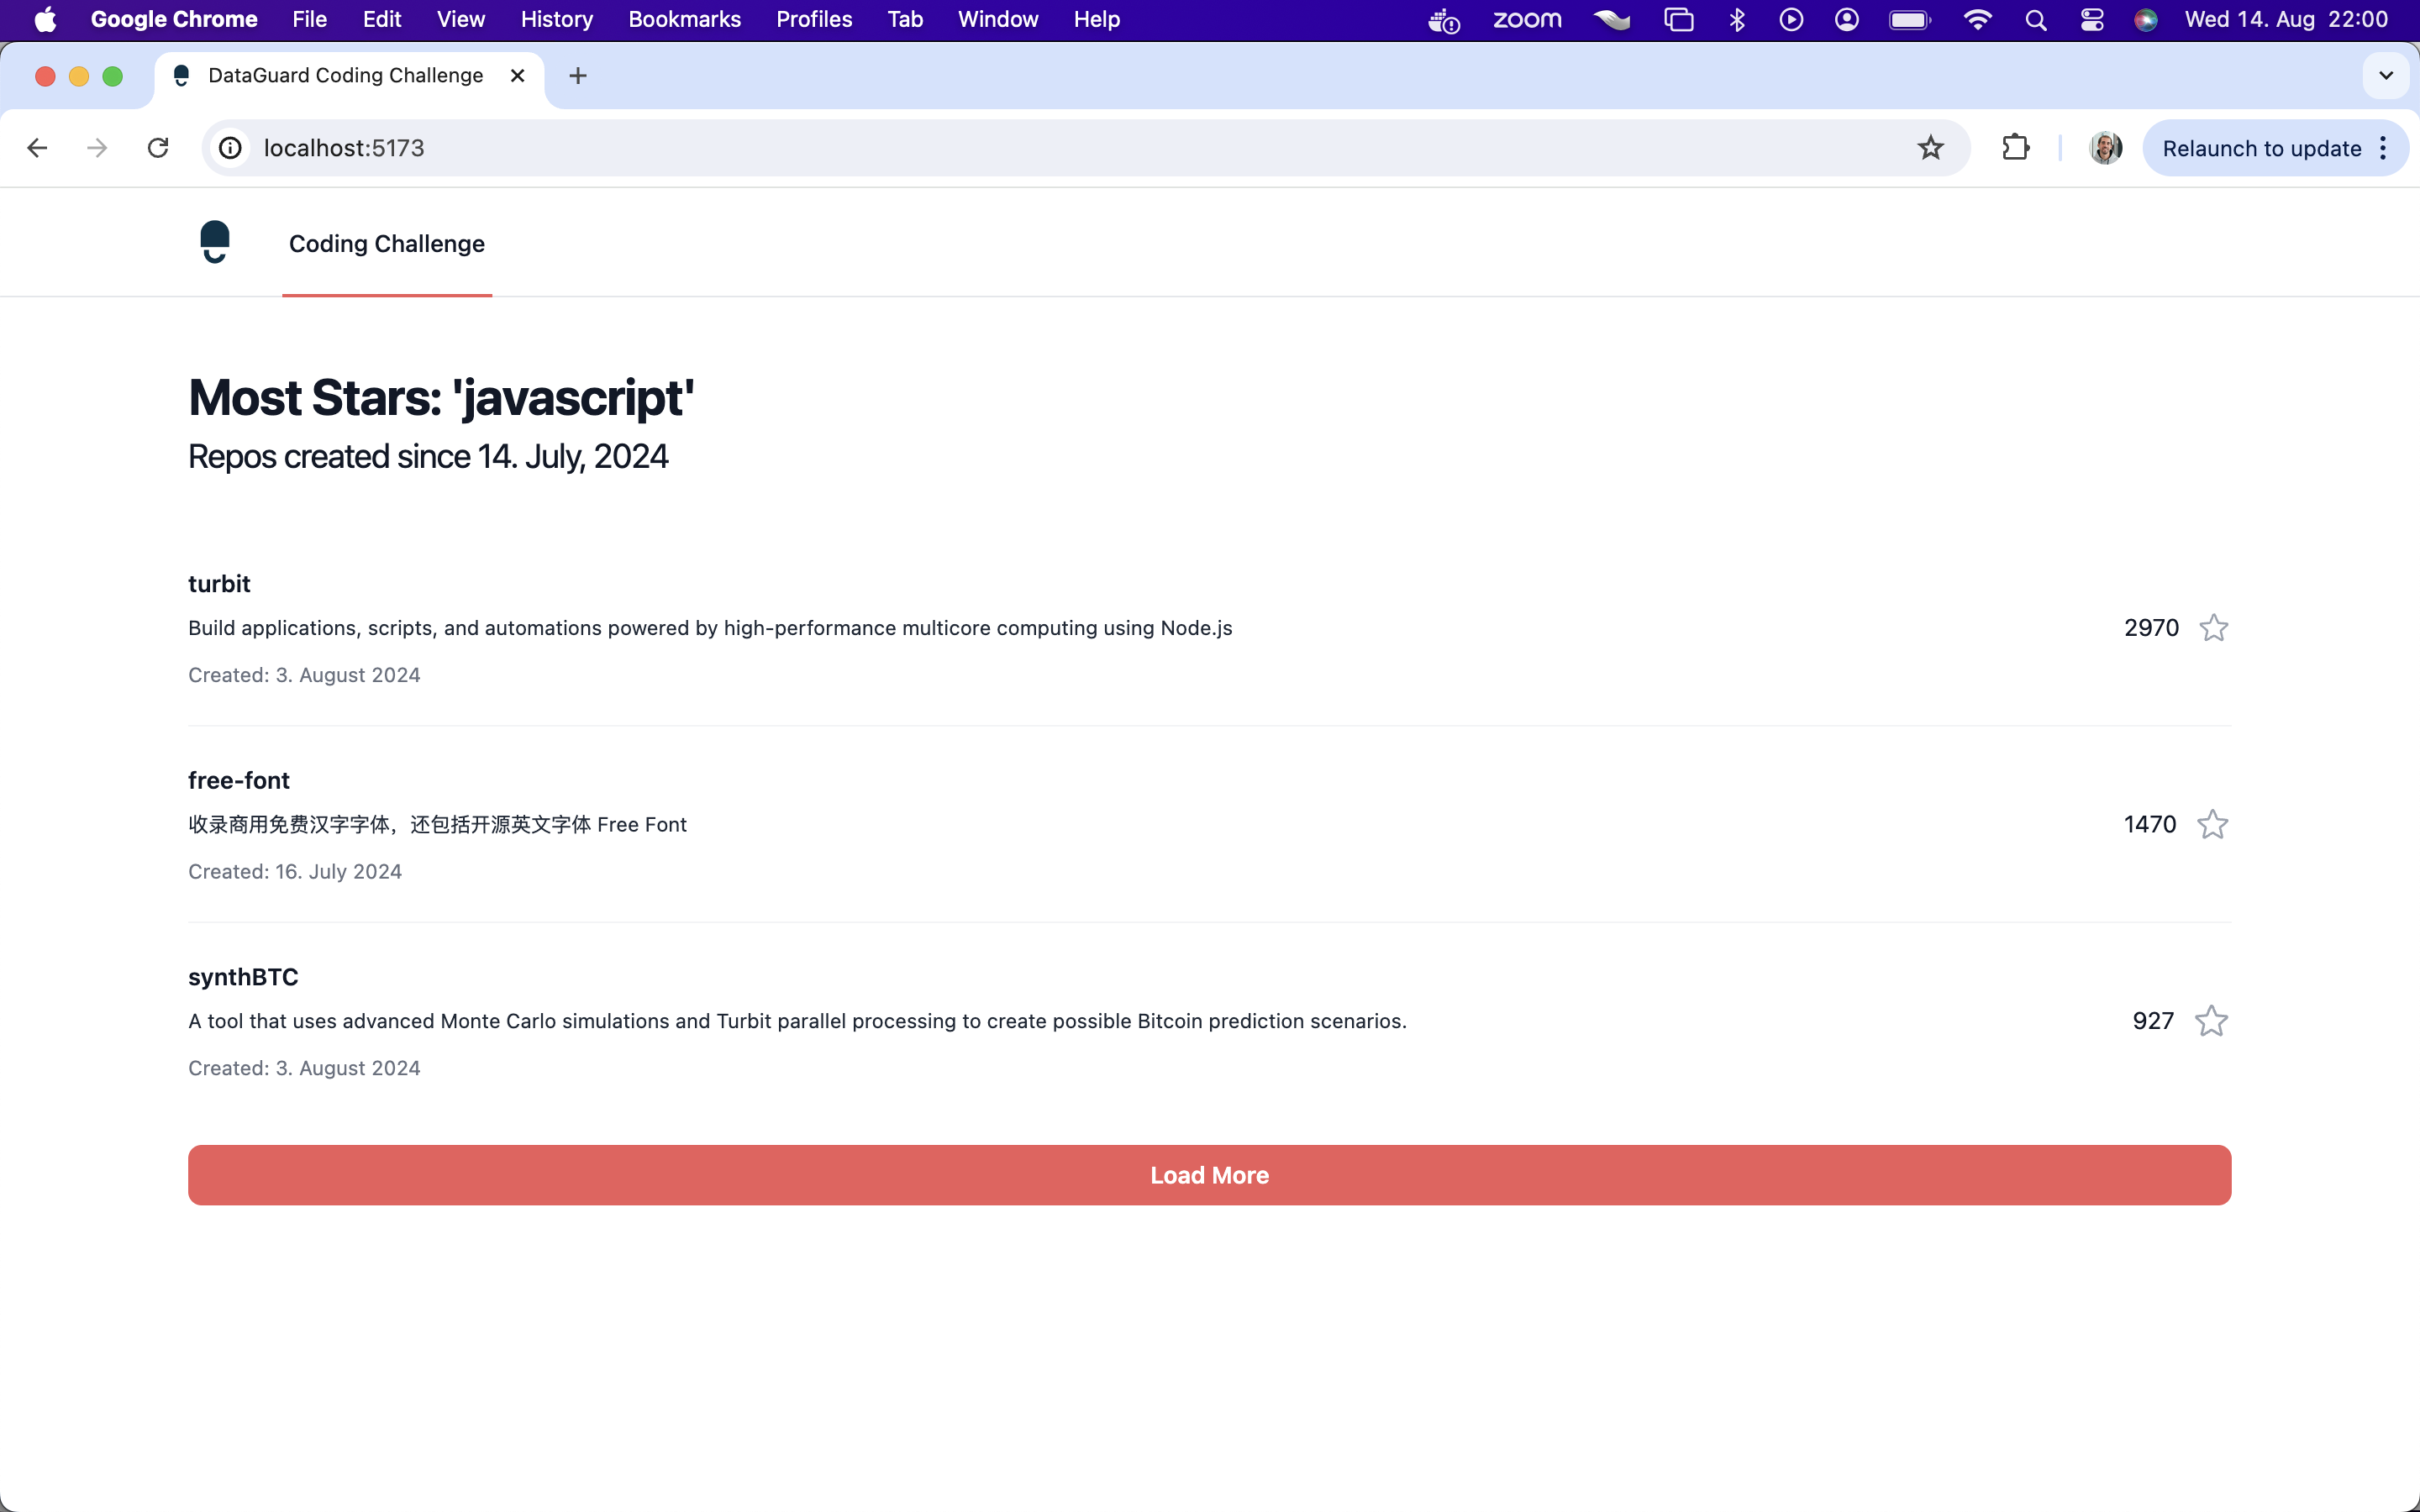 Google Chrome File Edit View History Bookmarks Profiles Tab Window Help zoom Wed 14. Aug 22:00
DataGuard Coding Challenge
localhost:5173 Relaunch to update
Coding Challenge
Most Stars: 'javascript'
Repos created since 14. July, 2024
turbit
Build applications, scripts, and automations powered by high-performance multicore computing using Node.js
2970
Created: 3. August 2024
free-font
收录商用免费汉字字体，还包括开源英文字体 Free Font
1470
Created: 16. July 2024
synthBTC
A tool that uses advanced Monte Carlo simulations and Turbit parallel processing to create possible Bitcoin prediction scenarios.
927
Created: 3. August 2024
Load More